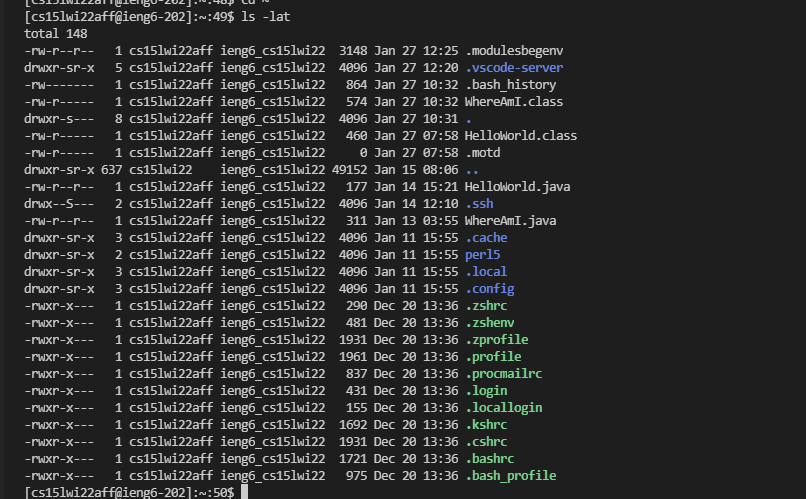 [cs15lwi22aff@ieng6-202]:~:48$ cd ~
[cs15lwi22aff@ieng6-202]:~:49$ ls -lat
total 148
-rw-r--r--   1 cs15lwi22aff ieng6_cs15lwi22  3148 Jan 27 12:25 .modulesbegenv
drwxr-sr-x   5 cs15lwi22aff ieng6_cs15lwi22  4096 Jan 27 12:20 .vscode-server
-rw-------   1 cs15lwi22aff ieng6_cs15lwi22   864 Jan 27 10:32 .bash_history
-rw-r-----   1 cs15lwi22aff ieng6_cs15lwi22   574 Jan 27 10:32 WhereAmI.class
drwxr-s---   8 cs15lwi22aff ieng6_cs15lwi22  4096 Jan 27 10:31 .
-rw-r-----   1 cs15lwi22aff ieng6_cs15lwi22   460 Jan 27 07:58 HelloWorld.class
-rw-r-----   1 cs15lwi22aff ieng6_cs15lwi22     0 Jan 27 07:58 .motd
drwxr-sr-x 637 cs15lwi22    ieng6_cs15lwi22 49152 Jan 15 08:06 ..
-rw-r--r--   1 cs15lwi22aff ieng6_cs15lwi22   177 Jan 14 15:21 HelloWorld.java
drwx--S---   2 cs15lwi22aff ieng6_cs15lwi22  4096 Jan 14 12:10 .ssh
-rw-r--r--   1 cs15lwi22aff ieng6_cs15lwi22   311 Jan 13 03:55 WhereAmI.java
drwxr-sr-x   3 cs15lwi22aff ieng6_cs15lwi22  4096 Jan 11 15:55 .cache
drwxr-sr-x   2 cs15lwi22aff ieng6_cs15lwi22  4096 Jan 11 15:55 perl5
drwxr-sr-x   3 cs15lwi22aff ieng6_cs15lwi22  4096 Jan 11 15:55 .local
drwxr-sr-x   3 cs15lwi22aff ieng6_cs15lwi22  4096 Jan 11 15:55 .config
-rwxr-x---   1 cs15lwi22aff ieng6_cs15lwi22   290 Dec 20 13:36 .zshrc
-rwxr-x---   1 cs15lwi22aff ieng6_cs15lwi22   481 Dec 20 13:36 .zshenv
-rwxr-x---   1 cs15lwi22aff ieng6_cs15lwi22  1931 Dec 20 13:36 .zprofile
-rwxr-x---   1 cs15lwi22aff ieng6_cs15lwi22  1961 Dec 20 13:36 .profile
-rwxr-x---   1 cs15lwi22aff ieng6_cs15lwi22   837 Dec 20 13:36 .procmailrc
-rwxr-x---   1 cs15lwi22aff ieng6_cs15lwi22   431 Dec 20 13:36 .login
-rwxr-x---   1 cs15lwi22aff ieng6_cs15lwi22   155 Dec 20 13:36 .locallogin
-rwxr-x---   1 cs15lwi22aff ieng6_cs15lwi22  1692 Dec 20 13:36 .kshrc
-rwxr-x---   1 cs15lwi22aff ieng6_cs15lwi22  1931 Dec 20 13:36 .cshrc
-rwxr-x---   1 cs15lwi22aff ieng6_cs15lwi22  1721 Dec 20 13:36 .bashrc
-rwxr-x---   1 cs15lwi22aff ieng6_cs15lwi22   975 Dec 20 13:36 .bash_profile
[cs15lwi22aff@ieng6-202]:~:50$